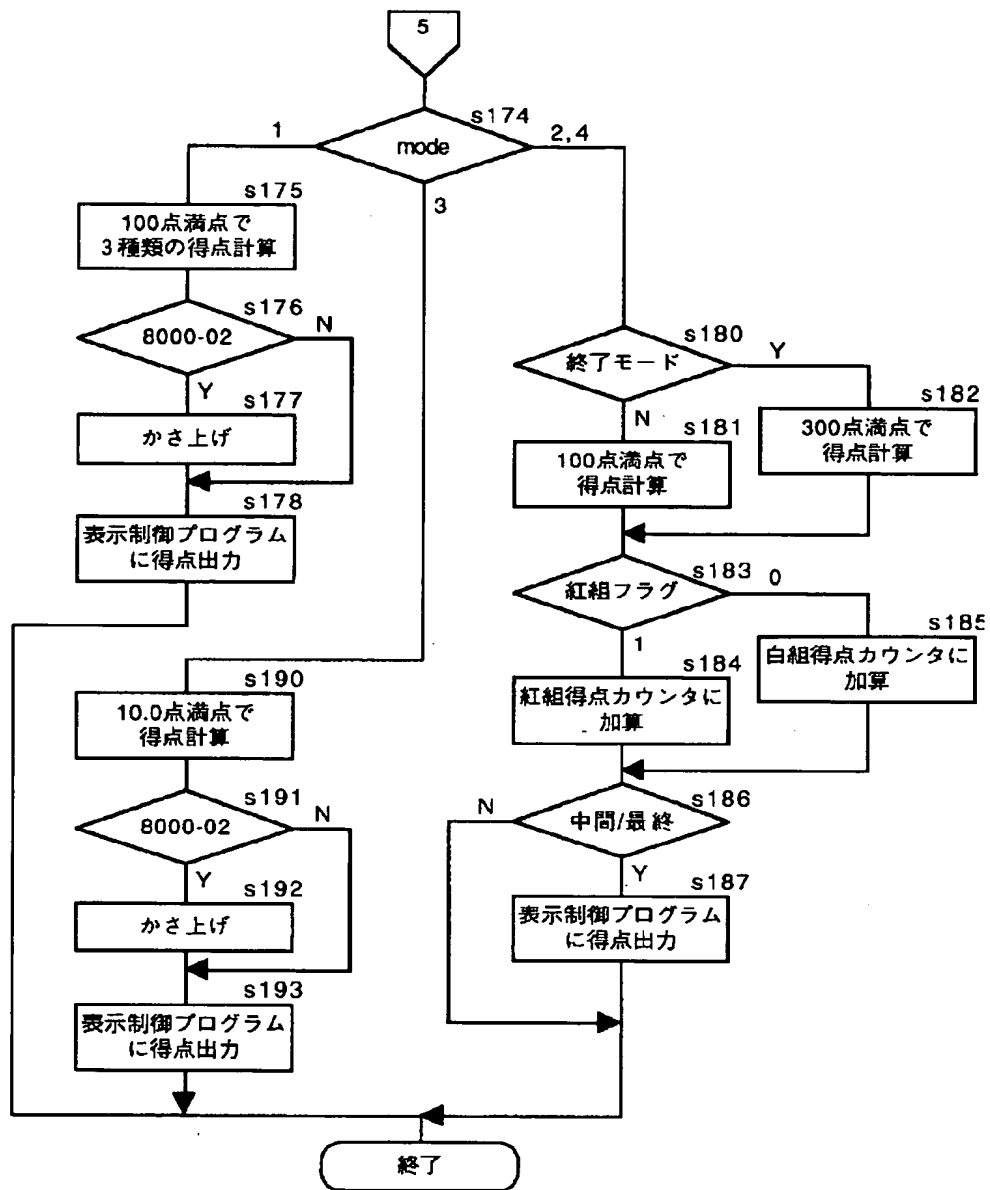 5
s174
mode
1
2,4
3
s175
100点満点で
3種類の得点計算
s176
8000-02
N
Y
s177
かさ上げ
s178
表示制御プログラム
に得点出力
s180
終了モード
Y
N
s181
100点満点で
得点計算
s182
300点満点で
得点計算
s183
紅組フラグ
0
1
s184
紅組得点カウンタに
加算
s185
白組得点カウンタに
加算
s186
中間/最終
N
Y
s187
表示制御プログラム
に得点出力
s190
10.0点満点で
得点計算
s191
8000-02
N
Y
s192
かさ上げ
s193
表示制御プログラム
に得点出力
終了